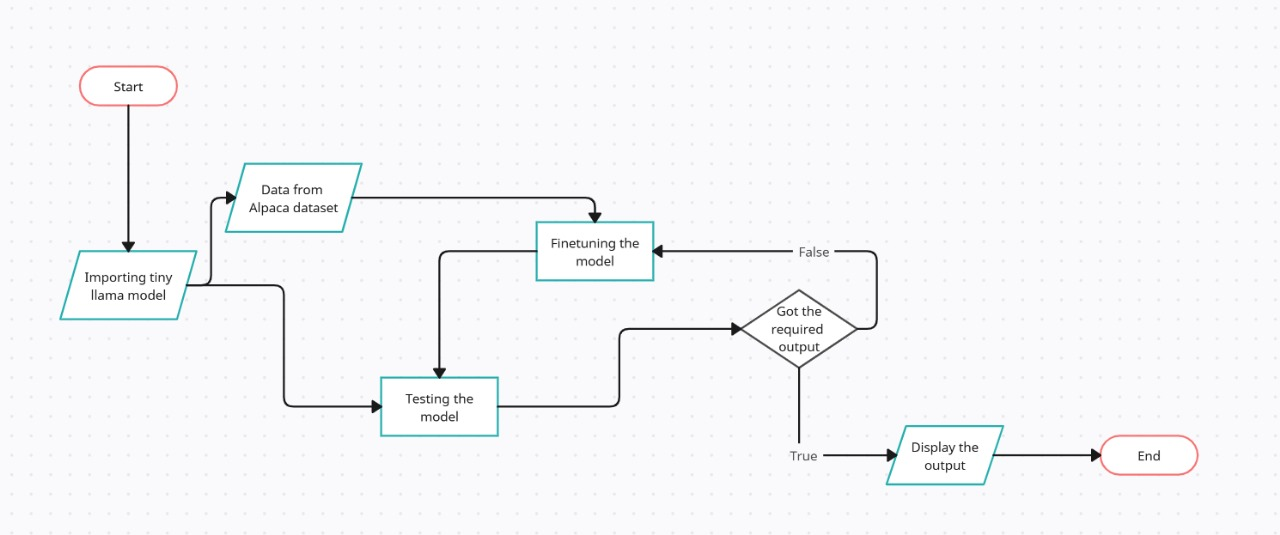 Start
Data from
Alpaca dataset
Importing tiny
llama model
Finetuning the
model
False
Got the
required
output
Testing the
model
True
Display the
output
End